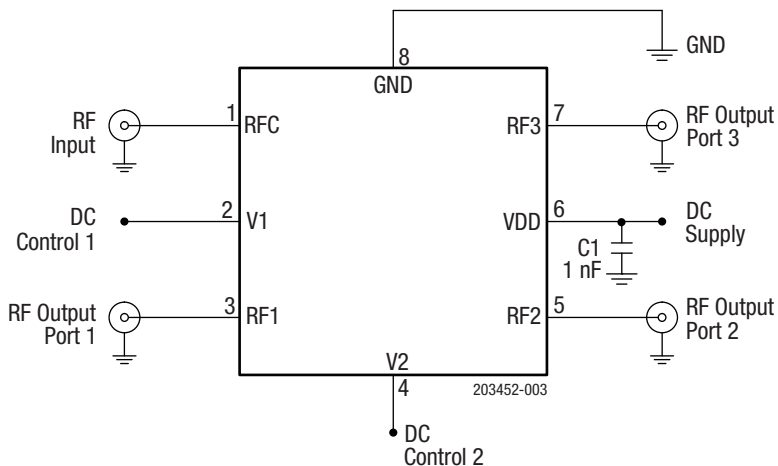 GND
8
GND
RF
Input
1
RFC
7
RF3
RF Output
Port 3
DC
Control 1
2
V1
6
VDD
C1
1 nF
DC
Supply
RF Output
Port 1
3
RF1
5
RF2
RF Output
Port 2
V2
4
203452-003
DC
Control 2